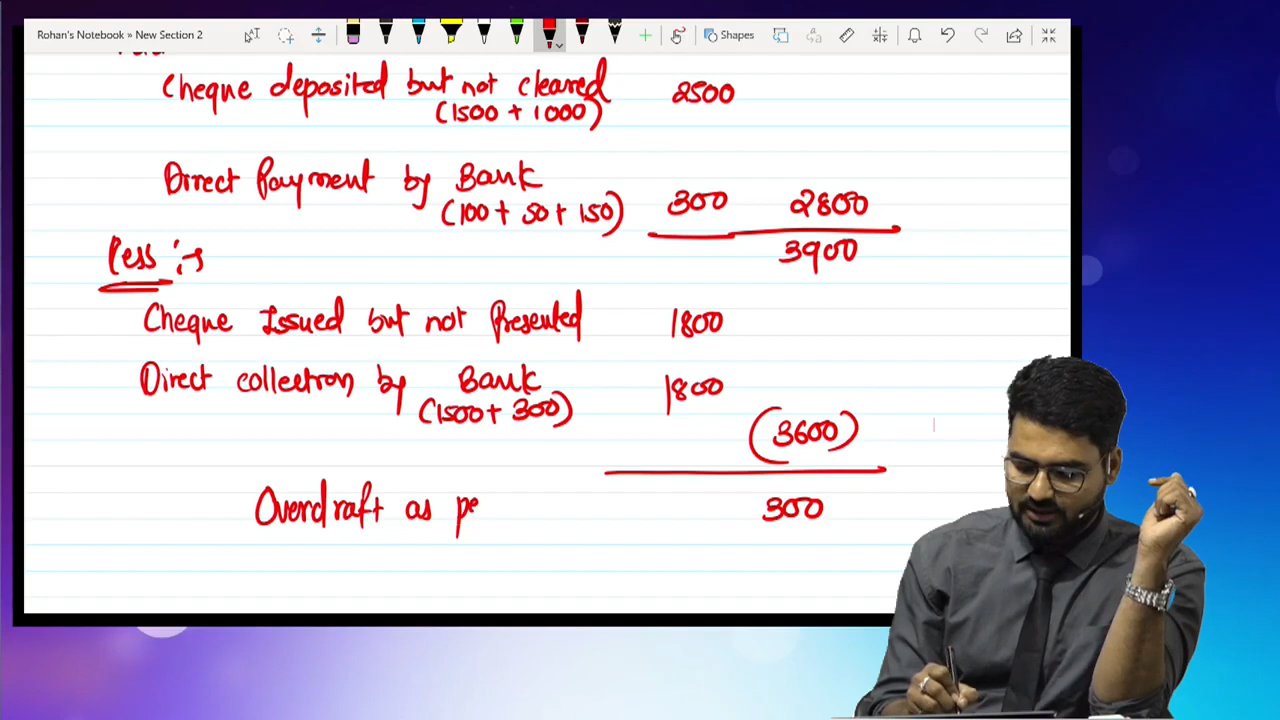 Rohan's Notebook » New Section 2
Shapes
Cheque deposited but not cleared 2500
(1500 + 1000)
Direct Payment by Bank
(100 + 50 + 150) 300 2800
3900
Less :-
Cheque Issued but not Presented 1800
Direct collection by Bank 1800
(1500 + 300)
(3600)
Overdraft as pe 300